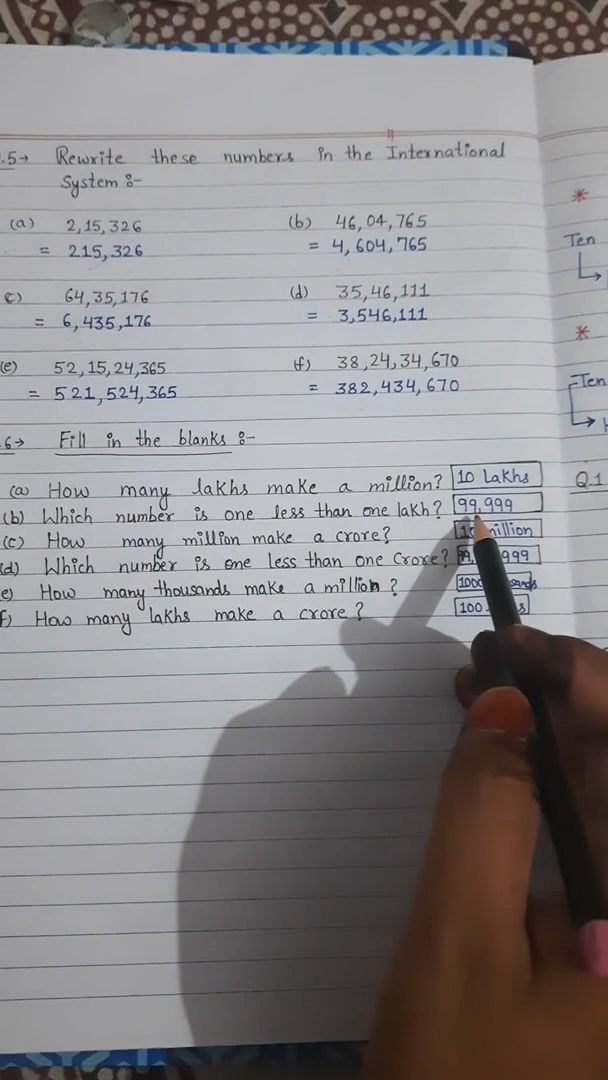 .5→ Rewrite these numbers in the International
System :-
(a) 2,15,326 (b) 46,04,765
= 215,326 = 4,604,765
c) 64,35,176 (d) 35,46,111
= 6,435,176 = 3,546,111
(e) 52,15,24,365 (f) 38,24,34,670
= 521,524,365 = 382,434,670
.6→ Fill in the blanks :-
(a) How many lakhs make a million? 10 Lakhs
(b) Which number is one less than one lakh? 99,999
(c) How many million make a crore?
(d) Which number is one less than one Crore?
e) How many thousands make a million?
f) How many lakhs make a crore?
*
Ten
*
Ten
Q.1